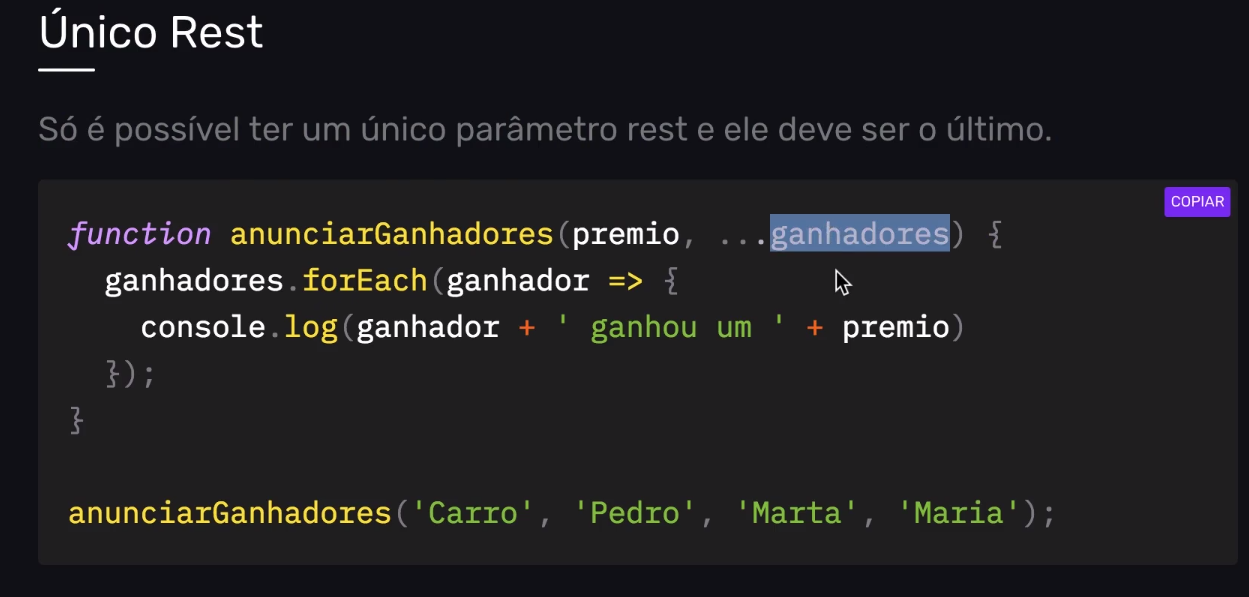 Único Rest
Só é possível ter um único parâmetro rest e ele deve ser o último.
COPIAR
function anunciarGanhadores(premio, ...ganhadores) {
  ganhadores.forEach(ganhador => {
    console.log(ganhador + ' ganhou um ' + premio)
  });
}
anunciarGanhadores('Carro', 'Pedro', 'Marta', 'Maria');